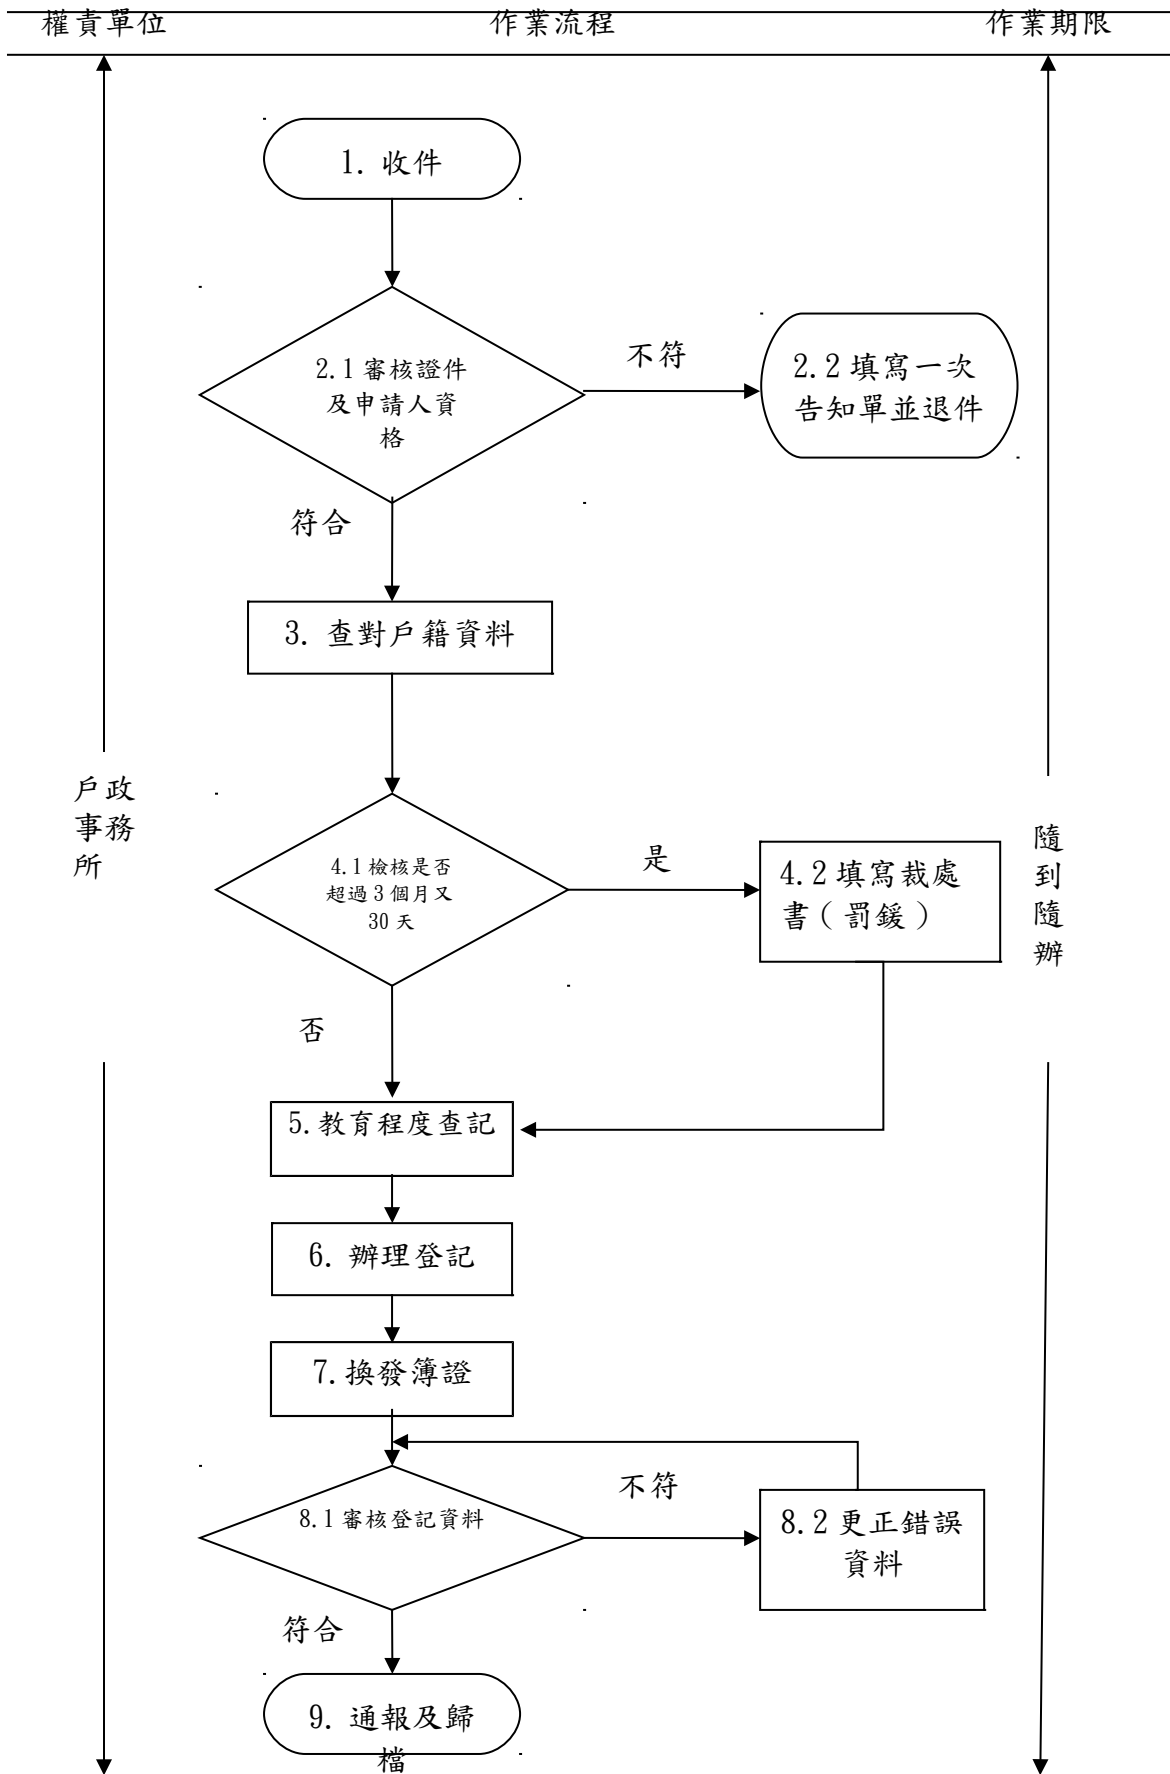 權責單位 作業流程 作業期限
1. 收件
2.1 審核證件
及申請人資
格
不符
2.2 填寫一次
告知單並退件
符合
3. 查對戶籍資料
戶政
事務
所
4.1 檢核是否
超過 3 個月又
30 天
是
4.2 填寫裁處
書（罰鍰）
隨
到
隨
辦
否
5.教育程度查記
6. 辦理登記
7.換發簿證
8.1 審核登記資料
不符
8.2 更正錯誤
資料
符合
9. 通報及歸
檔